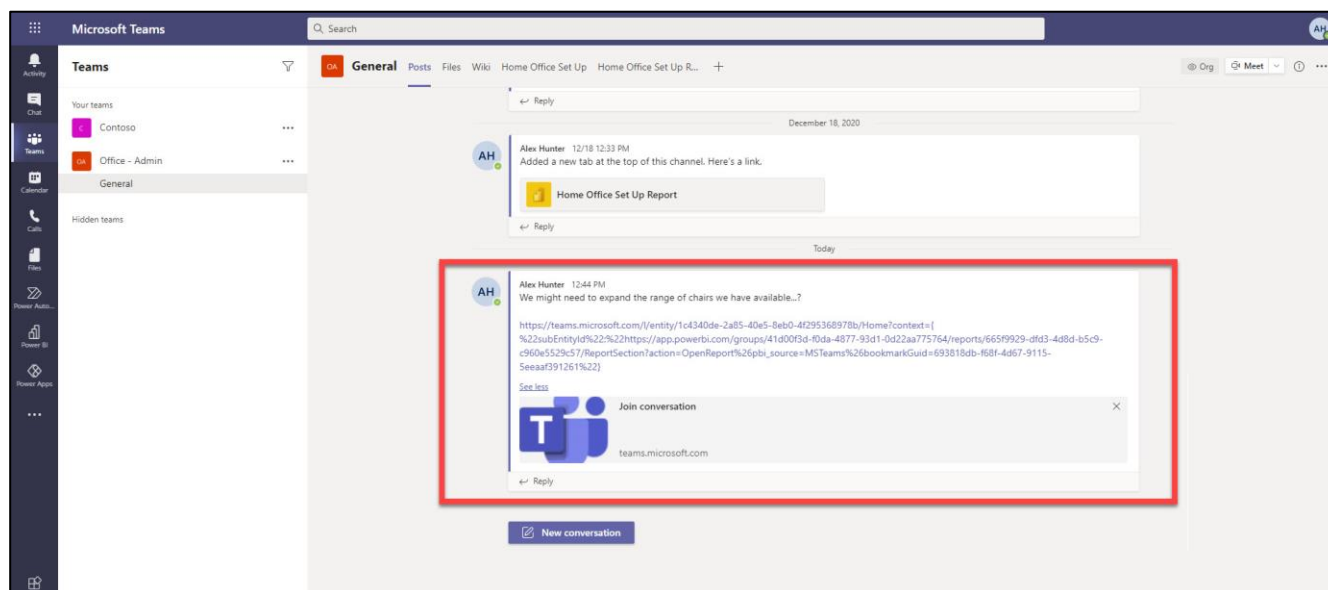 Microsoft Teams
Search
AH
Activity
Chat
Teams
Calendar
Calls
Files
Power Auto...
Power BI
Power Apps
Teams
Your teams
C Contoso
OA Office - Admin
General
Hidden teams
OA General Posts Files Wiki Home Office Set Up Home Office Set Up R... + Org Meet
Reply
December 18, 2020
AH Alex Hunter 12/18 12:33 PM
Added a new tab at the top of this channel. Here's a link.
Home Office Set Up Report
Reply
Today
AH Alex Hunter 12:44 PM
We might need to expand the range of chairs we have available...?
https://teams.microsoft.com/l/entity/1c4340de-2a85-40e5-8eb0-4f295368978b/Home?context={
%22subEntityId%22:%22https://app.powerbi.com/groups/41d00f3d-f0da-4877-93d1-0d22aa775764/reports/665f9929-dfd3-4d8d-b5c9-
c960e5529c57/ReportSection?action=OpenReport%26pbi_source=MSTeams%26bookmarkGuid=693818db-f68f-4d67-9115-
5eeaaf391261%22}
See less
T
Join conversation
teams.microsoft.com
Reply
New conversation